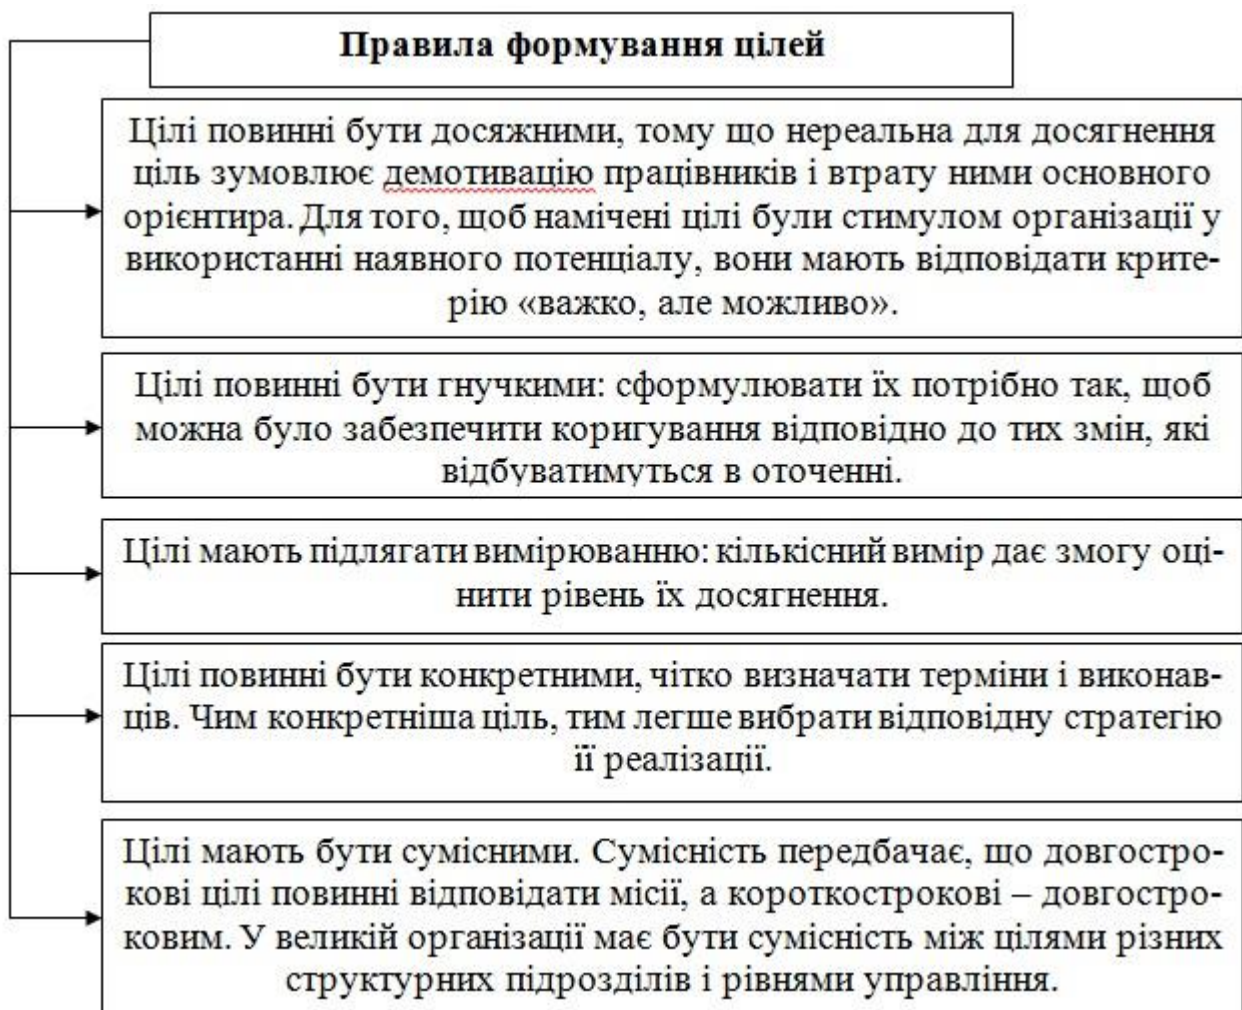 Правила формування цілей
Цілі повинні бути досяжними, тому що нереальна для досягнення
ціль зумовлює демотивацію працівників і втрату ними основного
орієнтира. Для того, щоб намічені цілі були стимулом організації у
використанні наявного потенціалу, вони мають відповідати крите-
рію «важко, але можливо».
Цілі повинні бути гнучкими: сформулювати їх потрібно так, щоб
можна було забезпечити коригування відповідно до тих змін, які
відбуватимуться в оточенні.
Цілі мають підлягати вимірюванню: кількісний вимір дає змогу оці-
нити рівень їх досягнення.
Цілі повинні бути конкретними, чітко визначати терміни і виконав-
ців. Чим конкретніша ціль, тим легше вибрати відповідну стратегію
її реалізації.
Цілі мають бути сумісними. Сумісність передбачає, що довгостро-
кові цілі повинні відповідати місії, а короткострокові – довгостро-
ковим. У великій організації має бути сумісність між цілями різних
структурних підрозділів і рівнями управління.